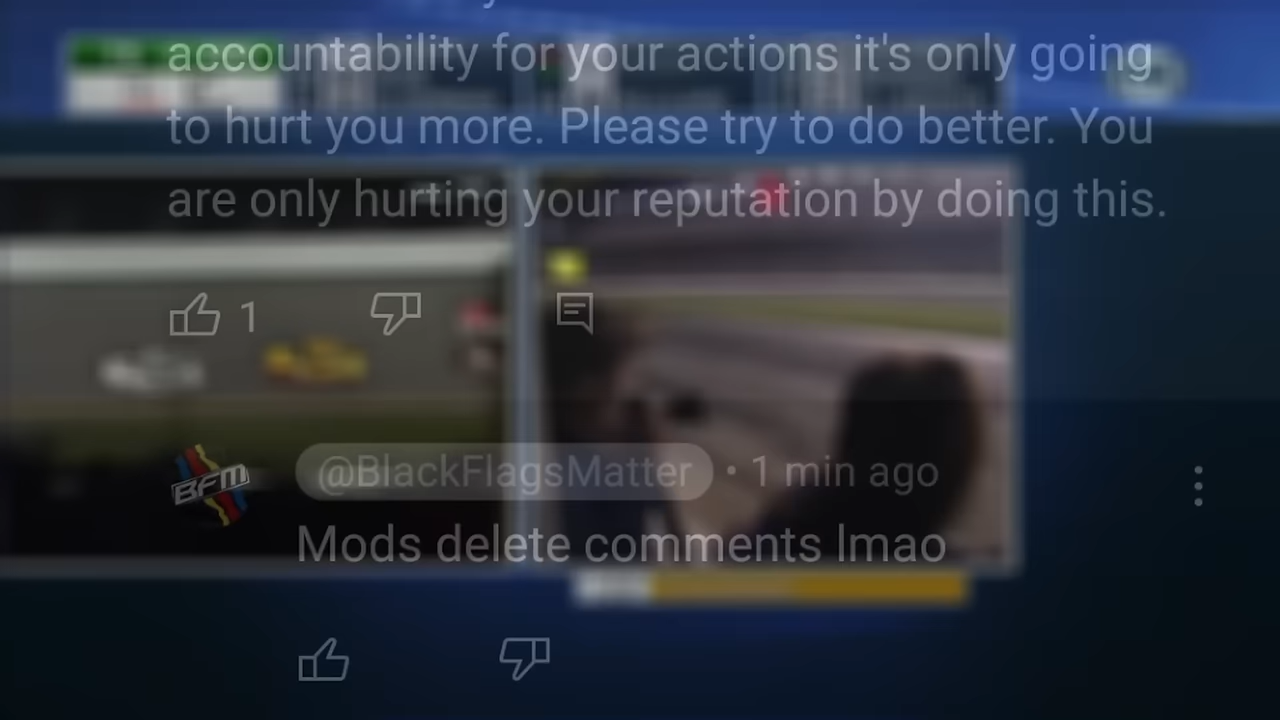 accountability for your actions it's only going
to hurt you more. Please try to do better. You
are only hurting your reputation by doing this.
1
BFM
@BlackFlagsMatter · 1 min ago
Mods delete comments lmao